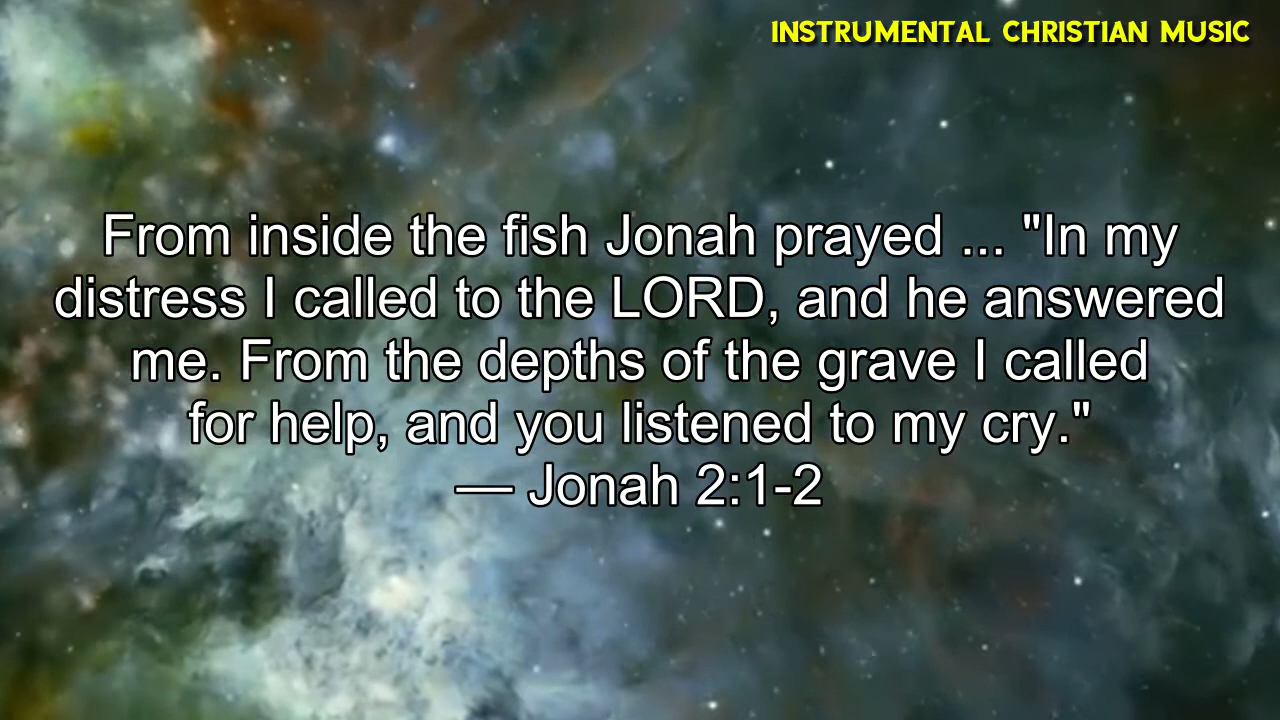 INSTRUMENTAL CHRISTIAN MUSIC
From inside the fish Jonah prayed ... "In my
distress I called to the LORD, and he answered
me. From the depths of the grave I called
for help, and you listened to my cry."
— Jonah 2:1-2